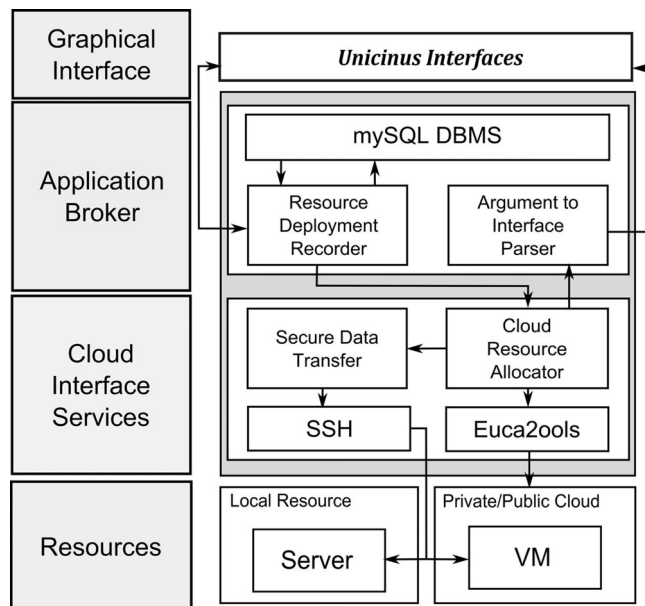 Graphical
Interface
Unicinus Interfaces
Application
Broker
mySQL DBMS
Resource
Deployment
Recorder
Argument to
Interface
Parser
Cloud
Interface
Services
Secure Data
Transfer
Cloud
Resource
Allocator
SSH
Euca2ools
Resources
Local Resource
Server
Private/Public Cloud
VM